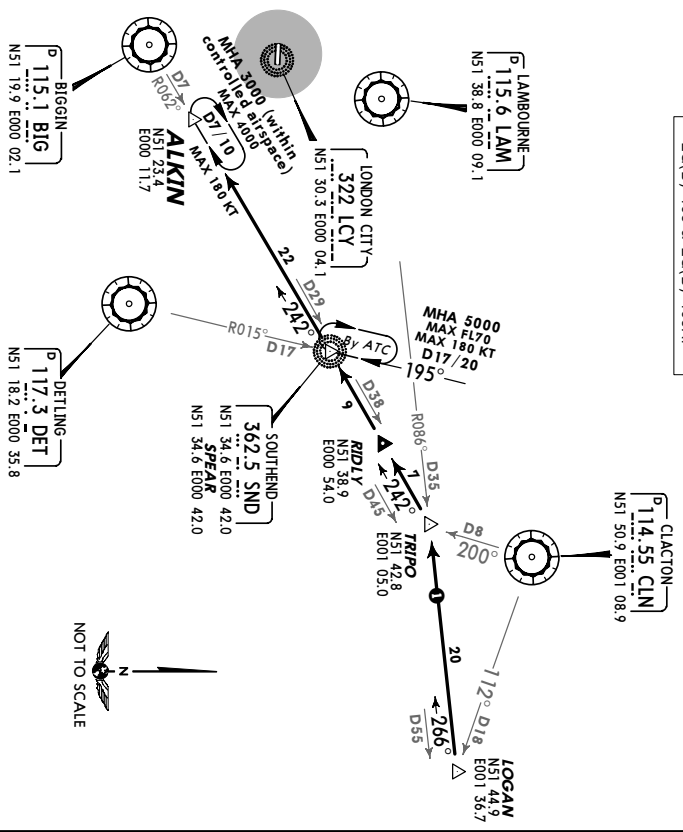 LAMBOURNE
D 115.6 LAM
N51 38.8 E000 09.1
CLACTON
D 114.55 CLN
N51 50.9 E001 08.9
LONDON CITY
322 LCY
N51 30.3 E000 04.1
BIGGIN
D 115.1 BIG
N51 19.9 E000 02.1
DETLING
D 117.3 DET
N51 18.2 E000 35.8
SOUTHEND
362.5 SND
N51 34.6 E000 42.0
SPEAR
N51 34.6 E000 42.0
MHA 3000 (within
controlled airspace)
MAX 4000
D7/10
MAX 180 KT
D7
R062°
ALKIN
N51 23.4
E000 11.7
22
D29
242°
R015°
D17
By ATC
MHA 5000
MAX FL70
MAX 180 KT
D17/20
195°
D38
9
RIDLY
N51 38.9
E000 54.0
R086°
D35
7
242°
D45
TRIPO
N51 42.8
E001 05.0
D8
200°
1
20
112°
D18
266°
D55
LOGAN
N51 44.9
E001 36.7
N
NOT TO SCALE